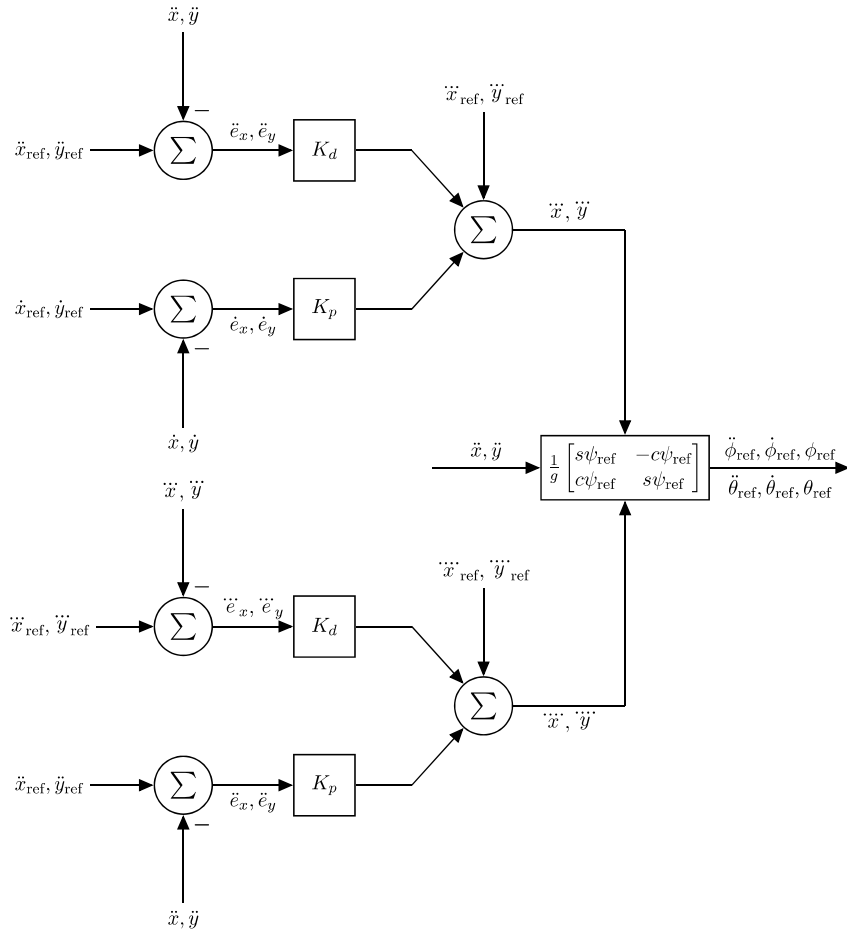 ẍ, ÿ
−
ẍ_ref, ÿ_ref
∑
ë_x, ë_y
K_d
x⃛_ref, y⃛_ref
∑
x⃛, y⃛
ẋ_ref, ẏ_ref
∑
−
ė_x, ė_y
K_p
ẋ, ẏ
ẍ, ÿ
1/g [sψ_ref −cψ_ref
cψ_ref sψ_ref]
ϕ̈_ref, ϕ̇_ref, ϕ_ref
θ̈_ref, θ̇_ref, θ_ref
x⃛, y⃛
−
x⃛_ref, y⃛_ref
∑
e⃛_x, e⃛_y
K_d
x⃜_ref, y⃜_ref
∑
x⃜, y⃜
ẍ_ref, ÿ_ref
∑
−
ë_x, ë_y
K_p
ẍ, ÿ